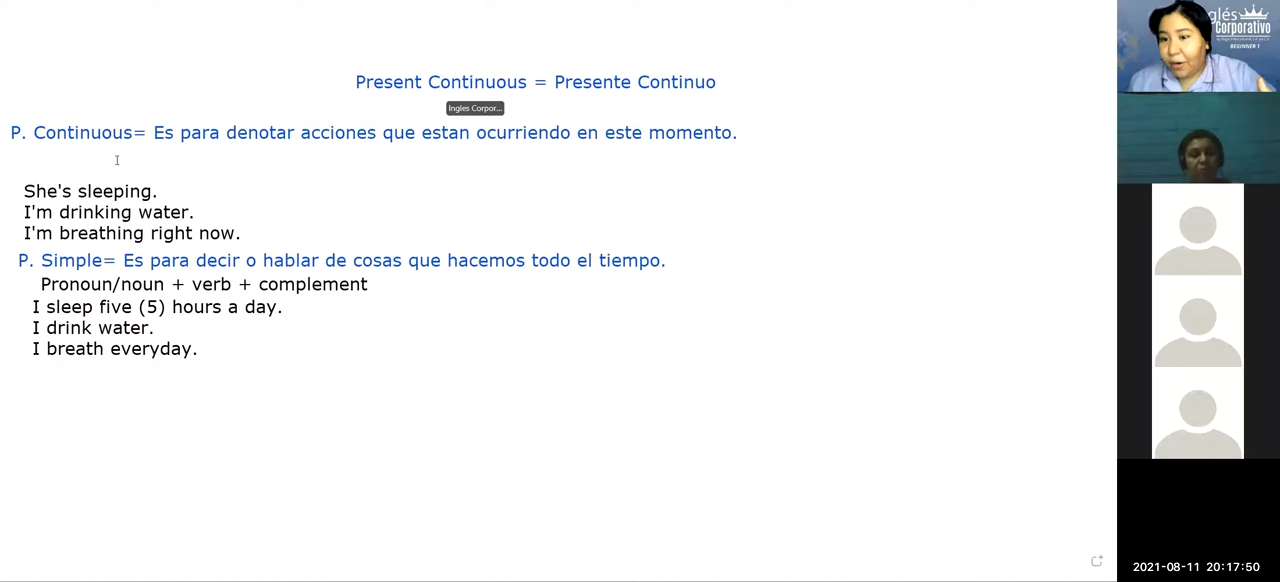 Present Continuous = Presente Continuo
Ingles Corpor...
P. Continuous= Es para denotar acciones que estan ocurriendo en este momento.
She's sleeping.
I'm drinking water.
I'm breathing right now.
P. Simple= Es para decir o hablar de cosas que hacemos todo el tiempo.
Pronoun/noun + verb + complement
I sleep five (5) hours a day.
I drink water.
I breath everyday.
glés
Corporativo
BEGINNER 1
2021-08-11 20:17:50